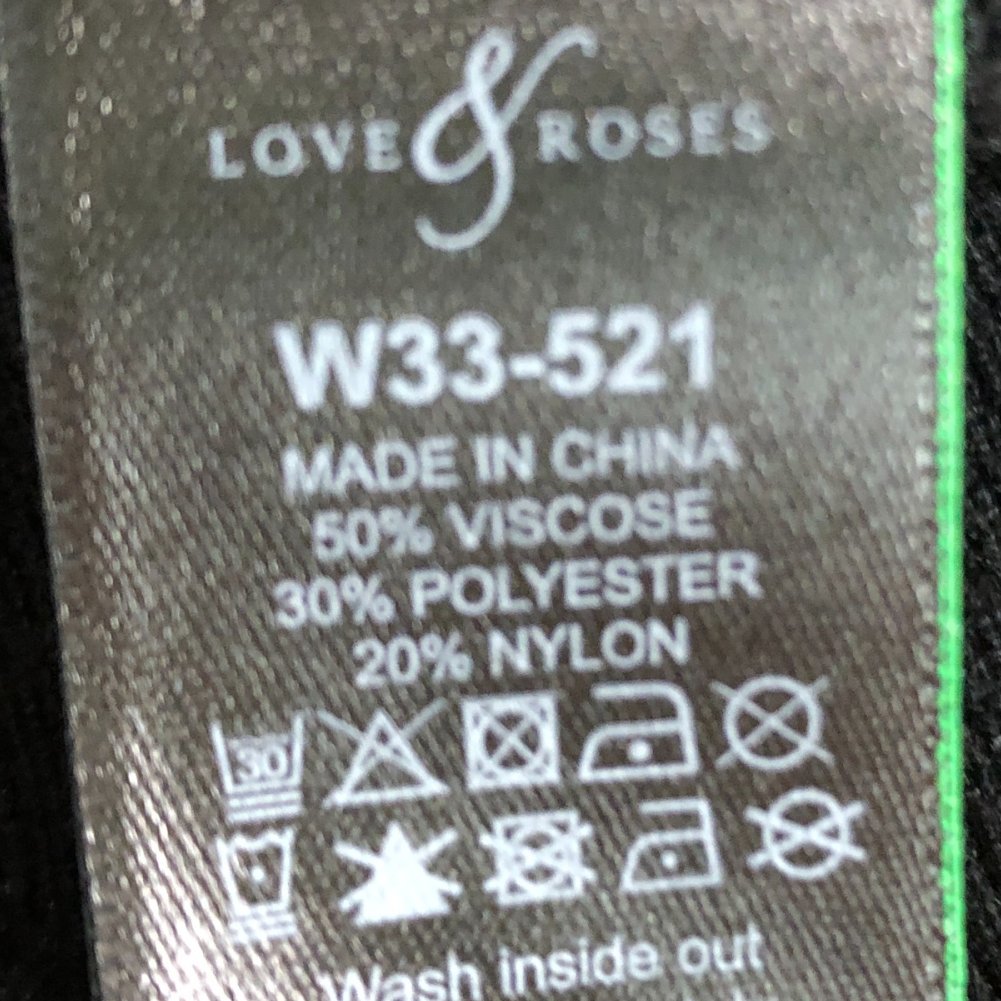 LOVE & ROSES
W33-521
MADE IN CHINA
50% VISCOSE
30% POLYESTER
20% NYLON
30
Wash inside out